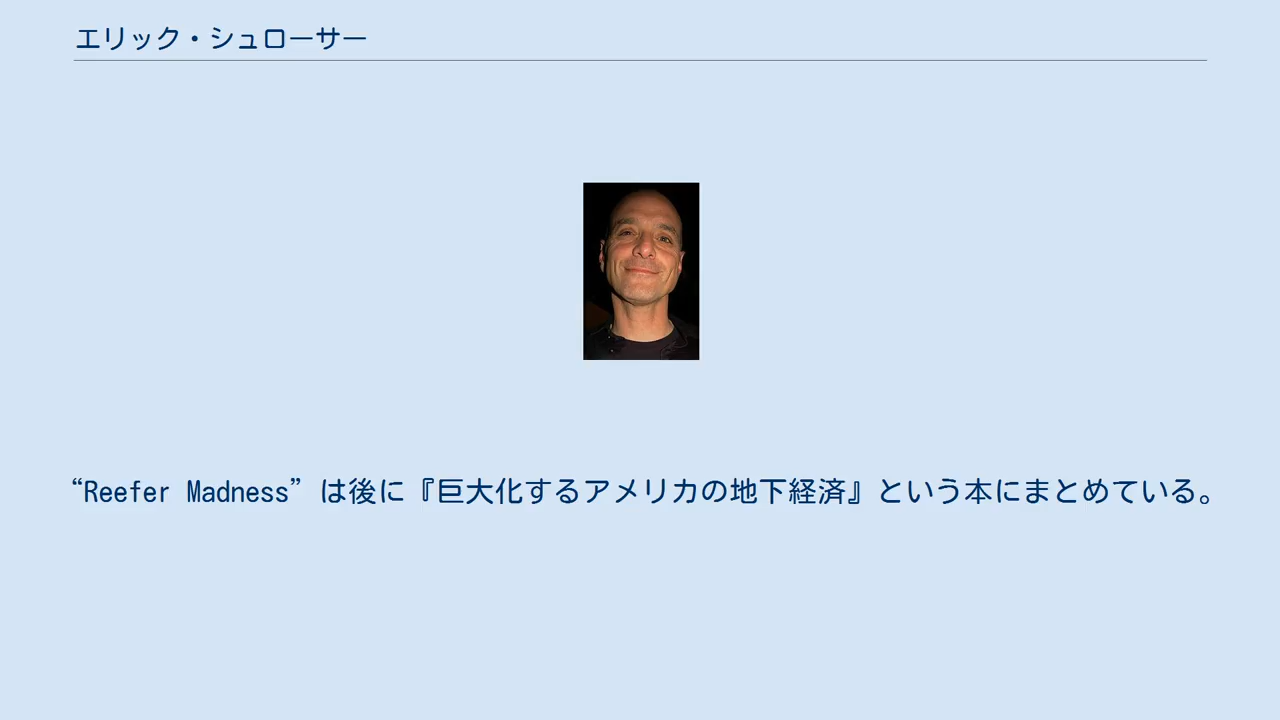 エリック・シュローサー
“Reefer Madness”は後に『巨大化するアメリカの地下経済』という本にまとめている。